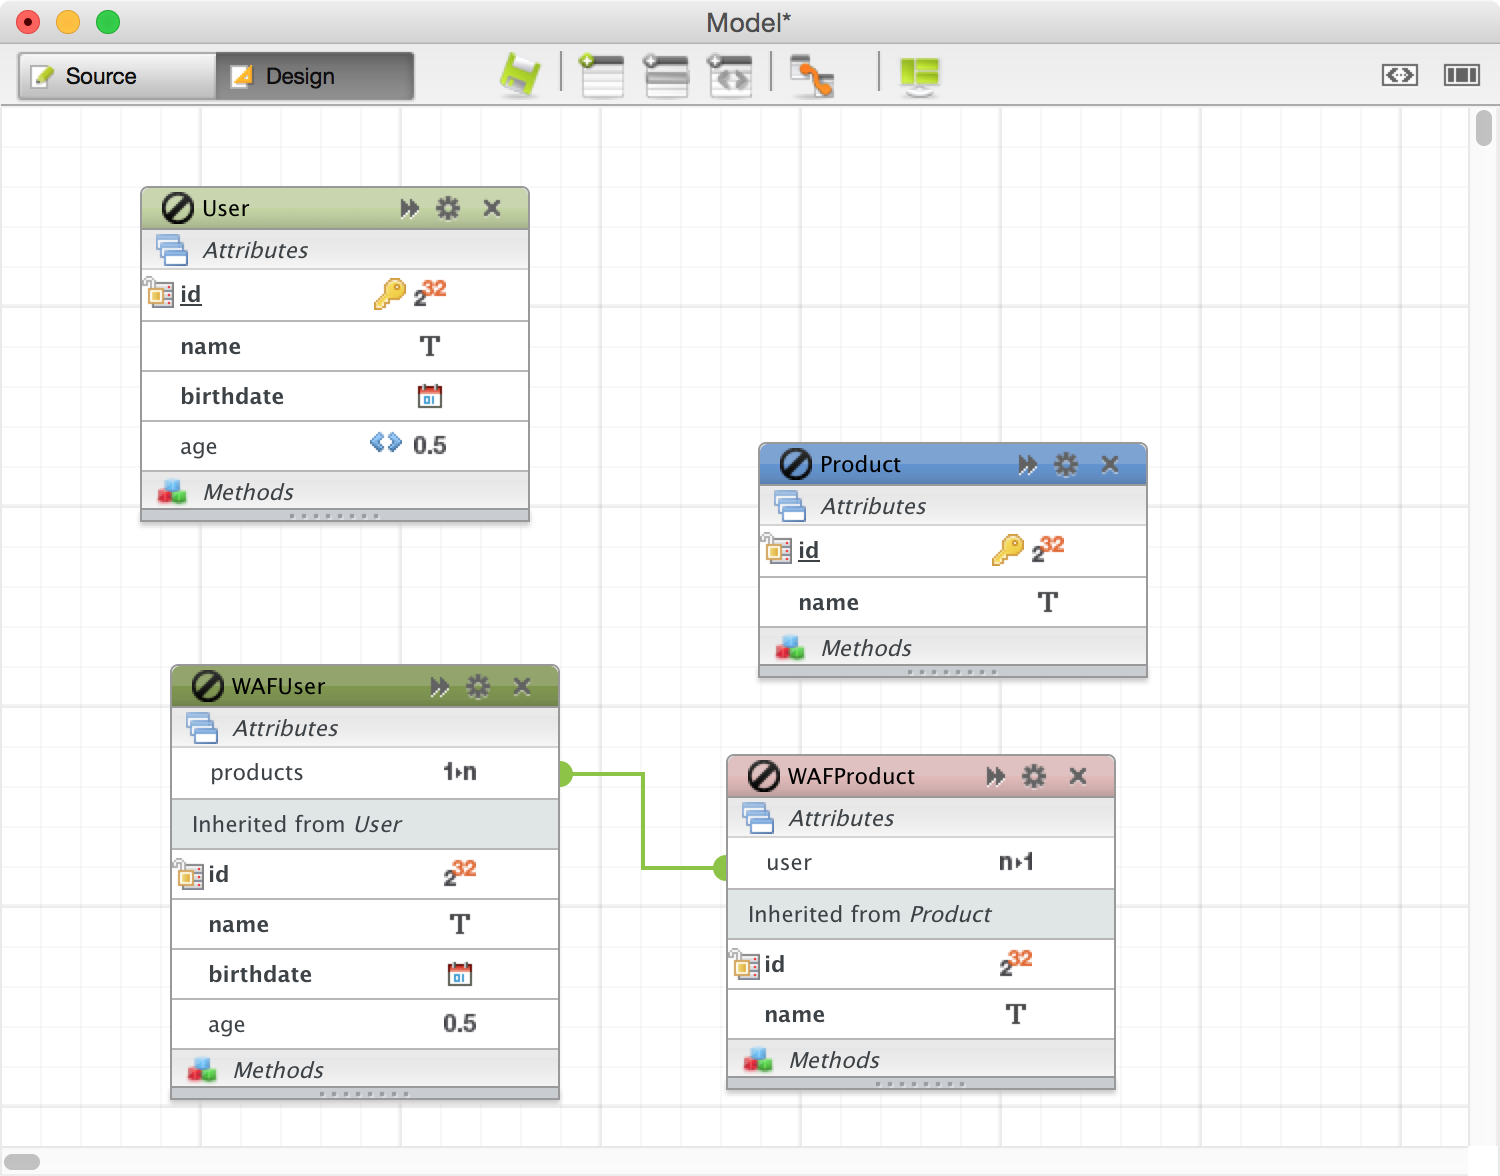 Model*
Source
Design
User
Attributes
id
2 32
name
T
birthdate
01
age
0.5
Methods
Product
Attributes
id
2 32
name
T
Methods
WAFUser
Attributes
products
1▸n
Inherited from User
id
2 32
name
T
birthdate
01
age
0.5
Methods
WAFProduct
Attributes
user
n▸1
Inherited from Product
id
2 32
name
T
Methods